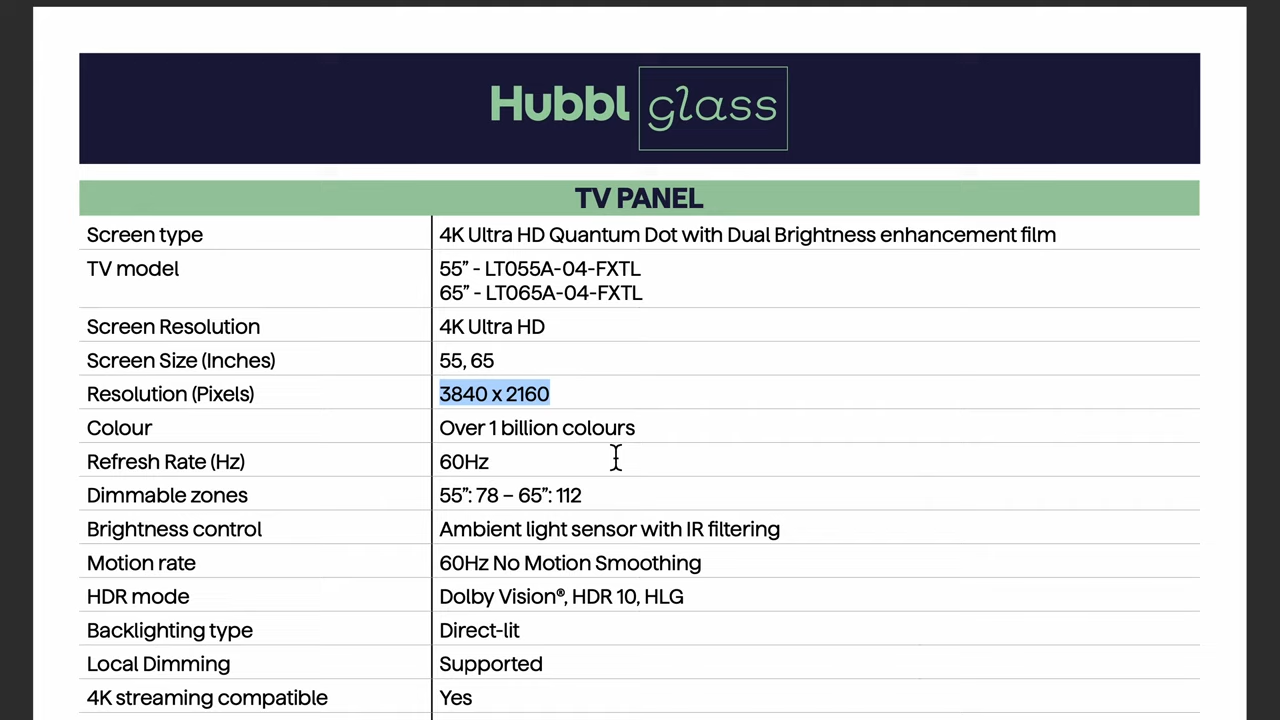 Hubbl glass
TV PANEL
Screen type 4K Ultra HD Quantum Dot with Dual Brightness enhancement film
TV model 55” - LT055A-04-FXTL
65” - LT065A-04-FXTL
Screen Resolution 4K Ultra HD
Screen Size (Inches) 55, 65
Resolution (Pixels) 3840 x 2160
Colour Over 1 billion colours
Refresh Rate (Hz) 60Hz
Dimmable zones 55”: 78 – 65”: 112
Brightness control Ambient light sensor with IR filtering
Motion rate 60Hz No Motion Smoothing
HDR mode Dolby Vision®, HDR 10, HLG
Backlighting type Direct-lit
Local Dimming Supported
4K streaming compatible Yes